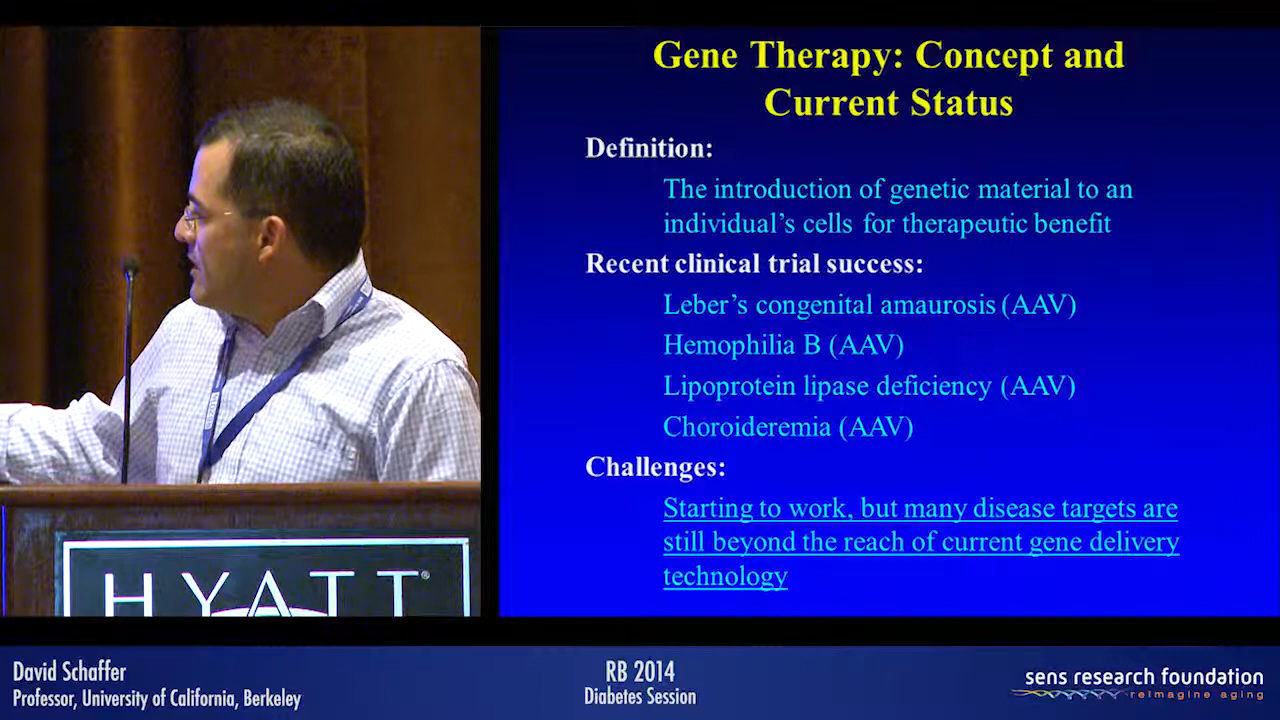 Gene Therapy: Concept and
Current Status
Definition:
The introduction of genetic material to an
individual's cells for therapeutic benefit
Recent clinical trial success:
Leber's congenital amaurosis (AAV)
Hemophilia B (AAV)
Lipoprotein lipase deficiency (AAV)
Choroideremia (AAV)
Challenges:
Starting to work, but many disease targets are
still beyond the reach of current gene delivery
technology
HYATT®
David Schaffer
Professor, University of California, Berkeley
RB 2014
Diabetes Session
sens research foundation
reimagine aging